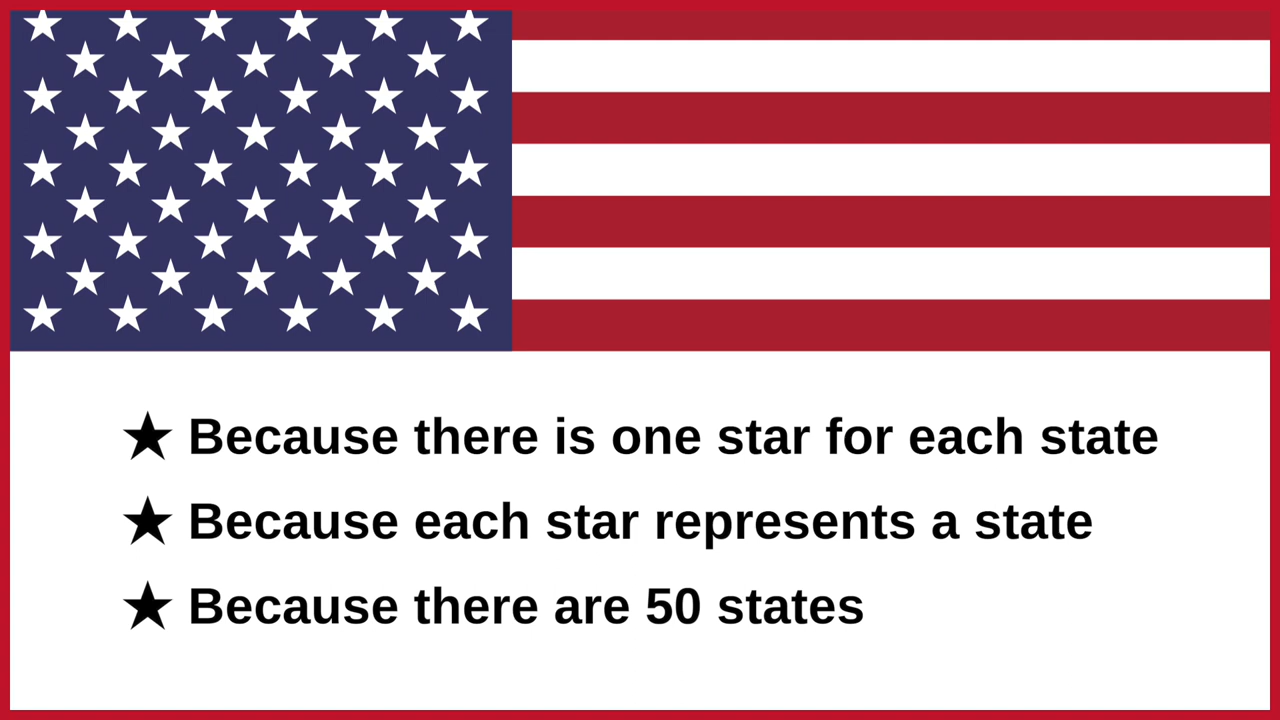 ★ Because there is one star for each state
★ Because each star represents a state
★ Because there are 50 states